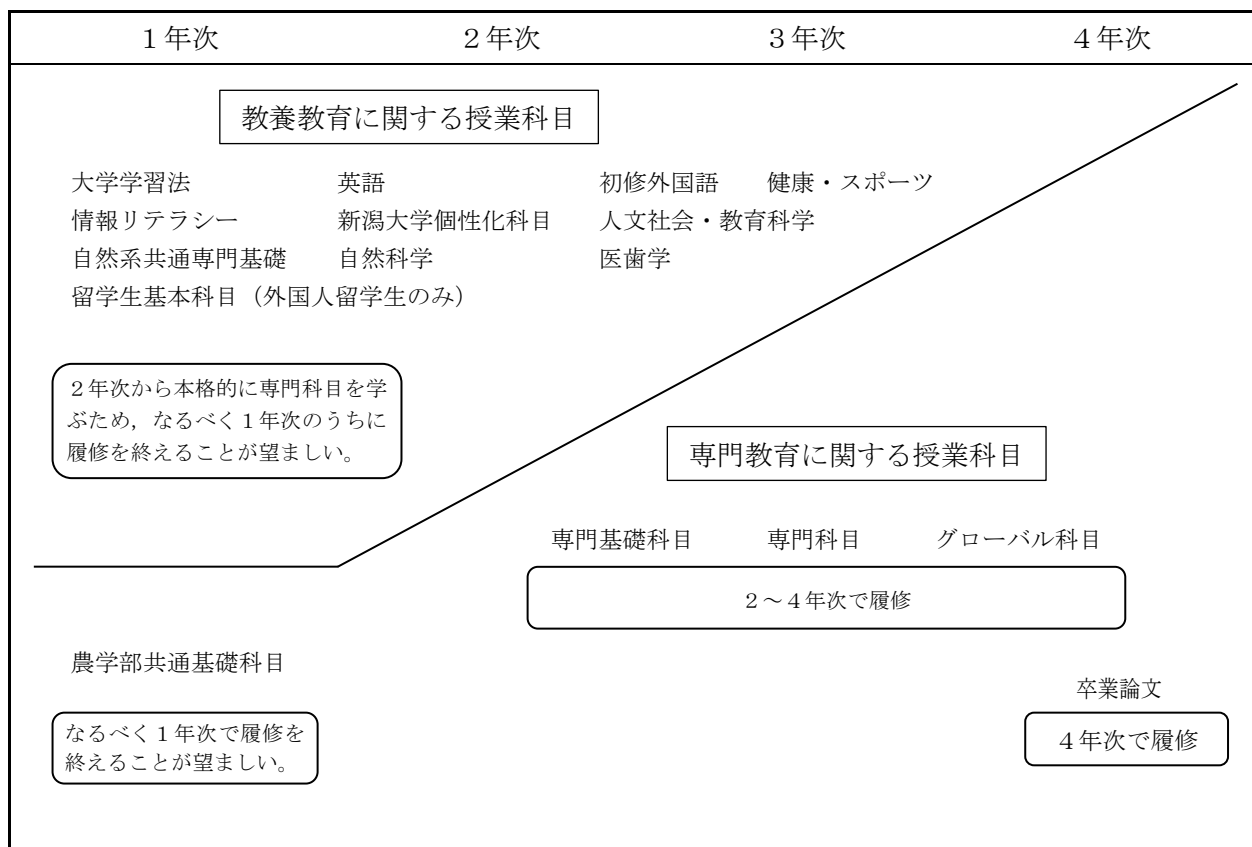 １年次 ２年次 ３年次 ４年次
教養教育に関する授業科目
大学学習法 英語 初修外国語 健康・スポーツ
情報リテラシー 新潟大学個性化科目 人文社会・教育科学
自然系共通専門基礎 自然科学 医歯学
留学生基本科目（外国人留学生のみ）
２年次から本格的に専門科目を学
ぶため，なるべく１年次のうちに
履修を終えることが望ましい。
専門教育に関する授業科目
専門基礎科目 専門科目 グローバル科目
２～４年次で履修
農学部共通基礎科目
なるべく１年次で履修を
終えることが望ましい。
卒業論文
４年次で履修